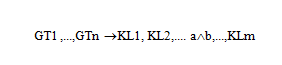 GT1 ,...,GTn →KL1, KL2,.... a∧b,...,KLm